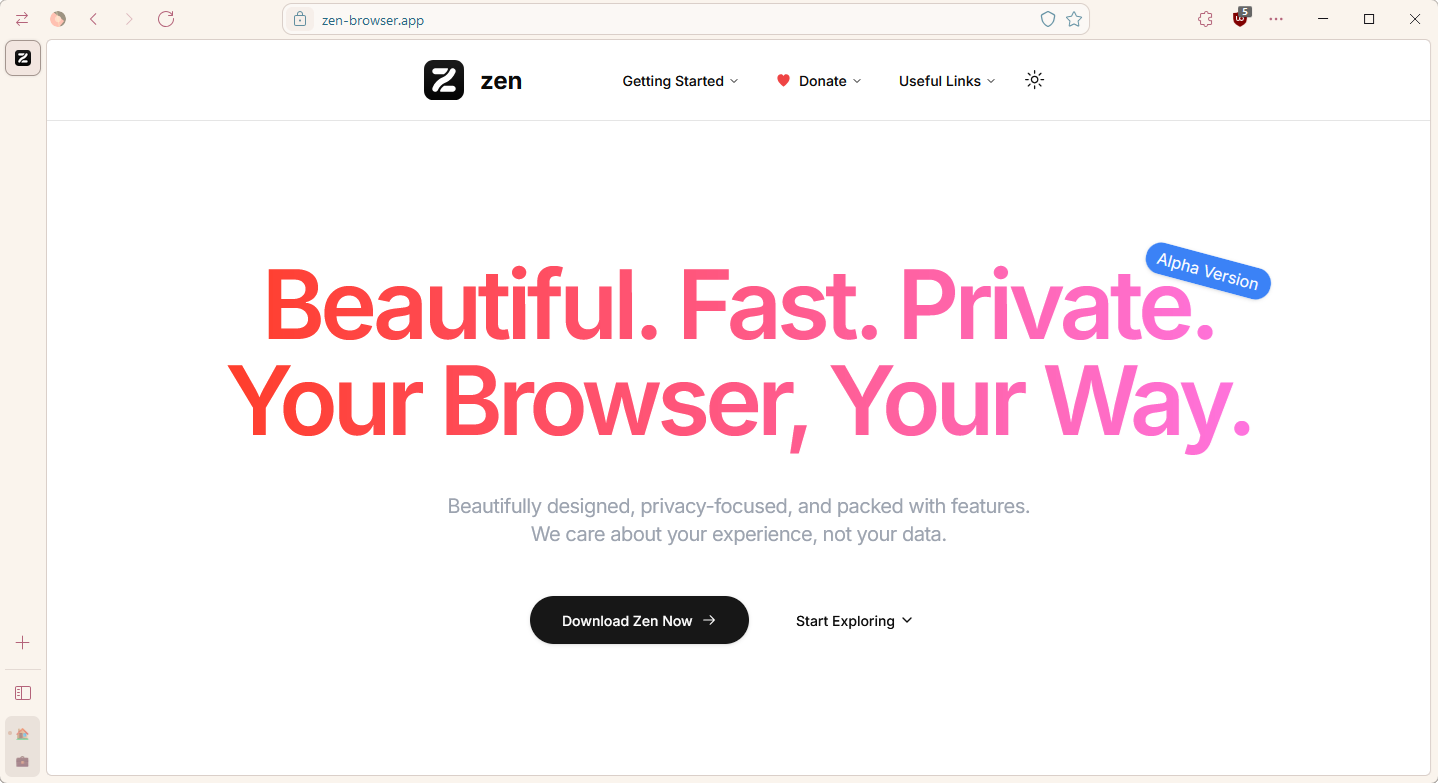 zen-browser.app
5
zen
Getting Started
Donate
Useful Links
Alpha Version
Beautiful. Fast. Private.
Your Browser, Your Way.
Beautifully designed, privacy-focused, and packed with features.
We care about your experience, not your data.
Download Zen Now
Start Exploring